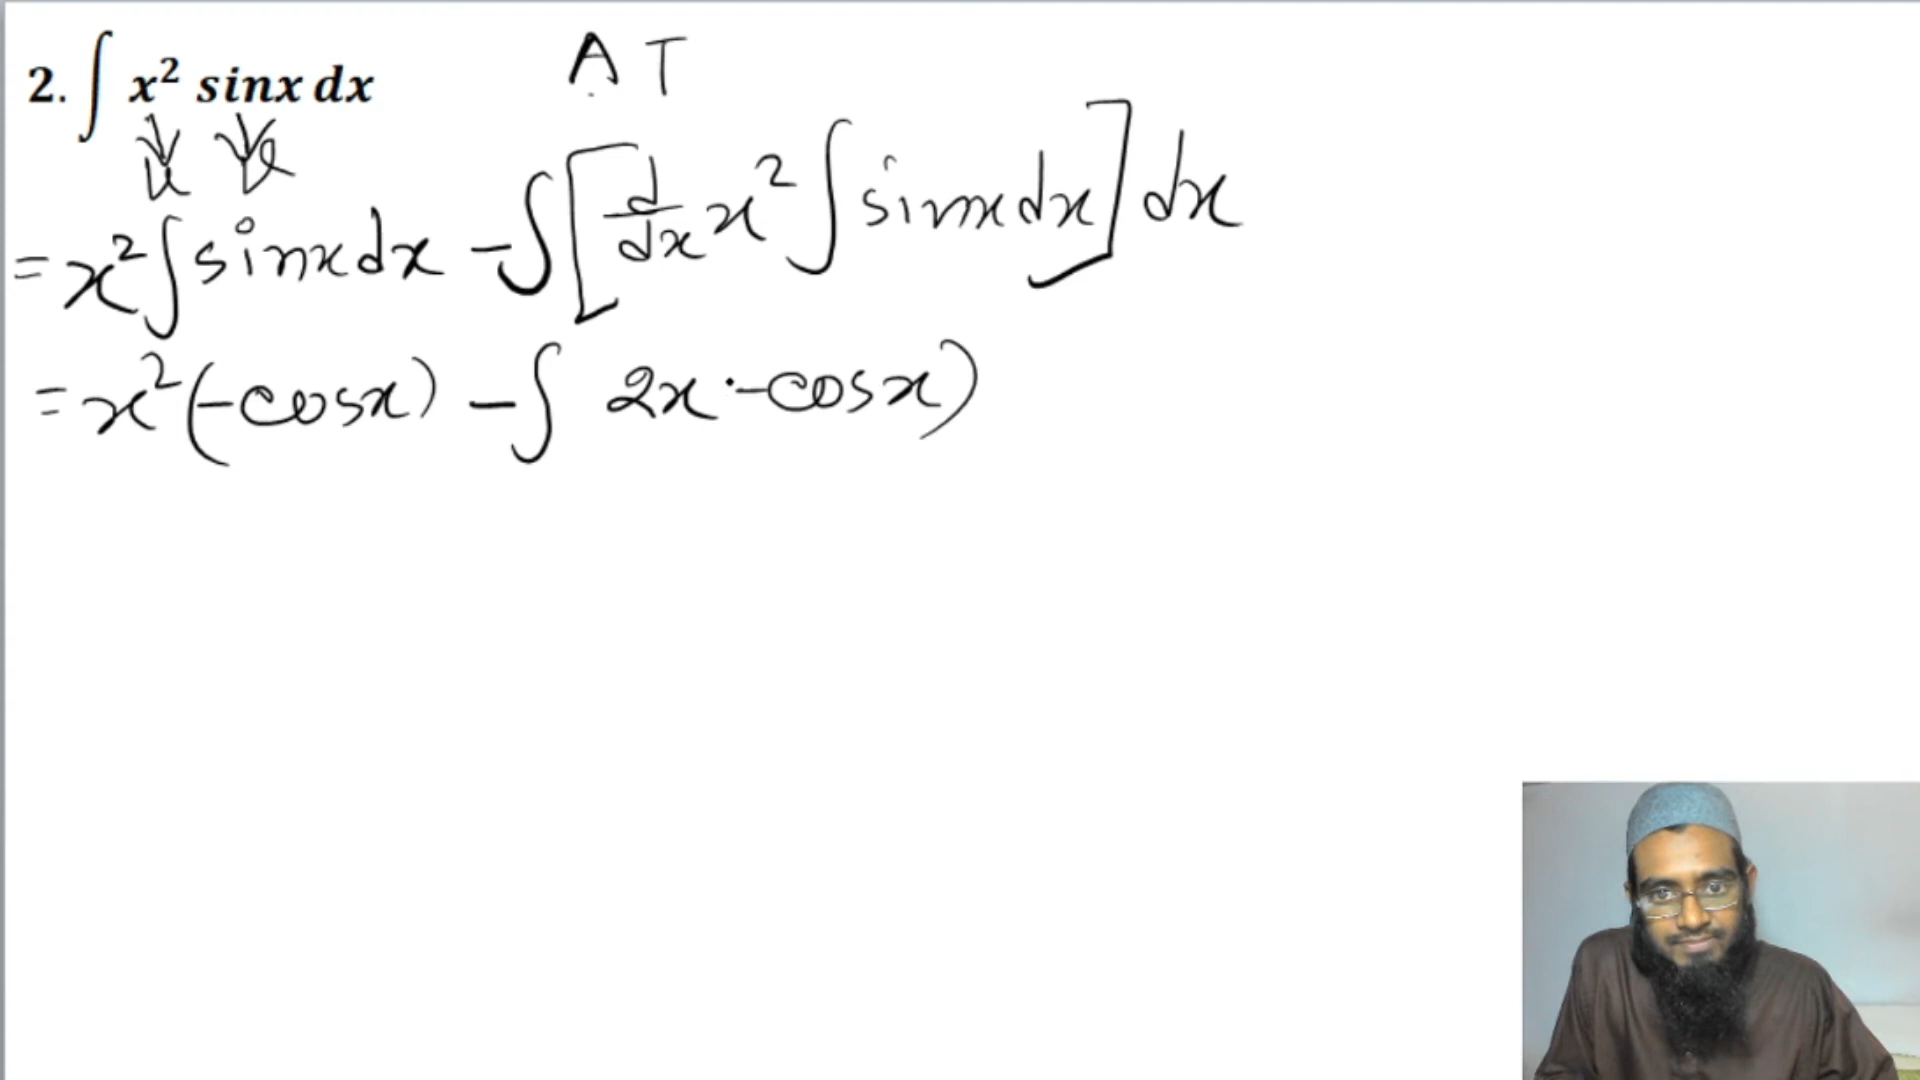 2. ∫ x² sinx dx
A T
u v
= x² ∫ sinx dx - ∫ [ d/dx x² ∫ sinx dx ] dx
= x² (-cosx) - ∫ 2x · -cosx)